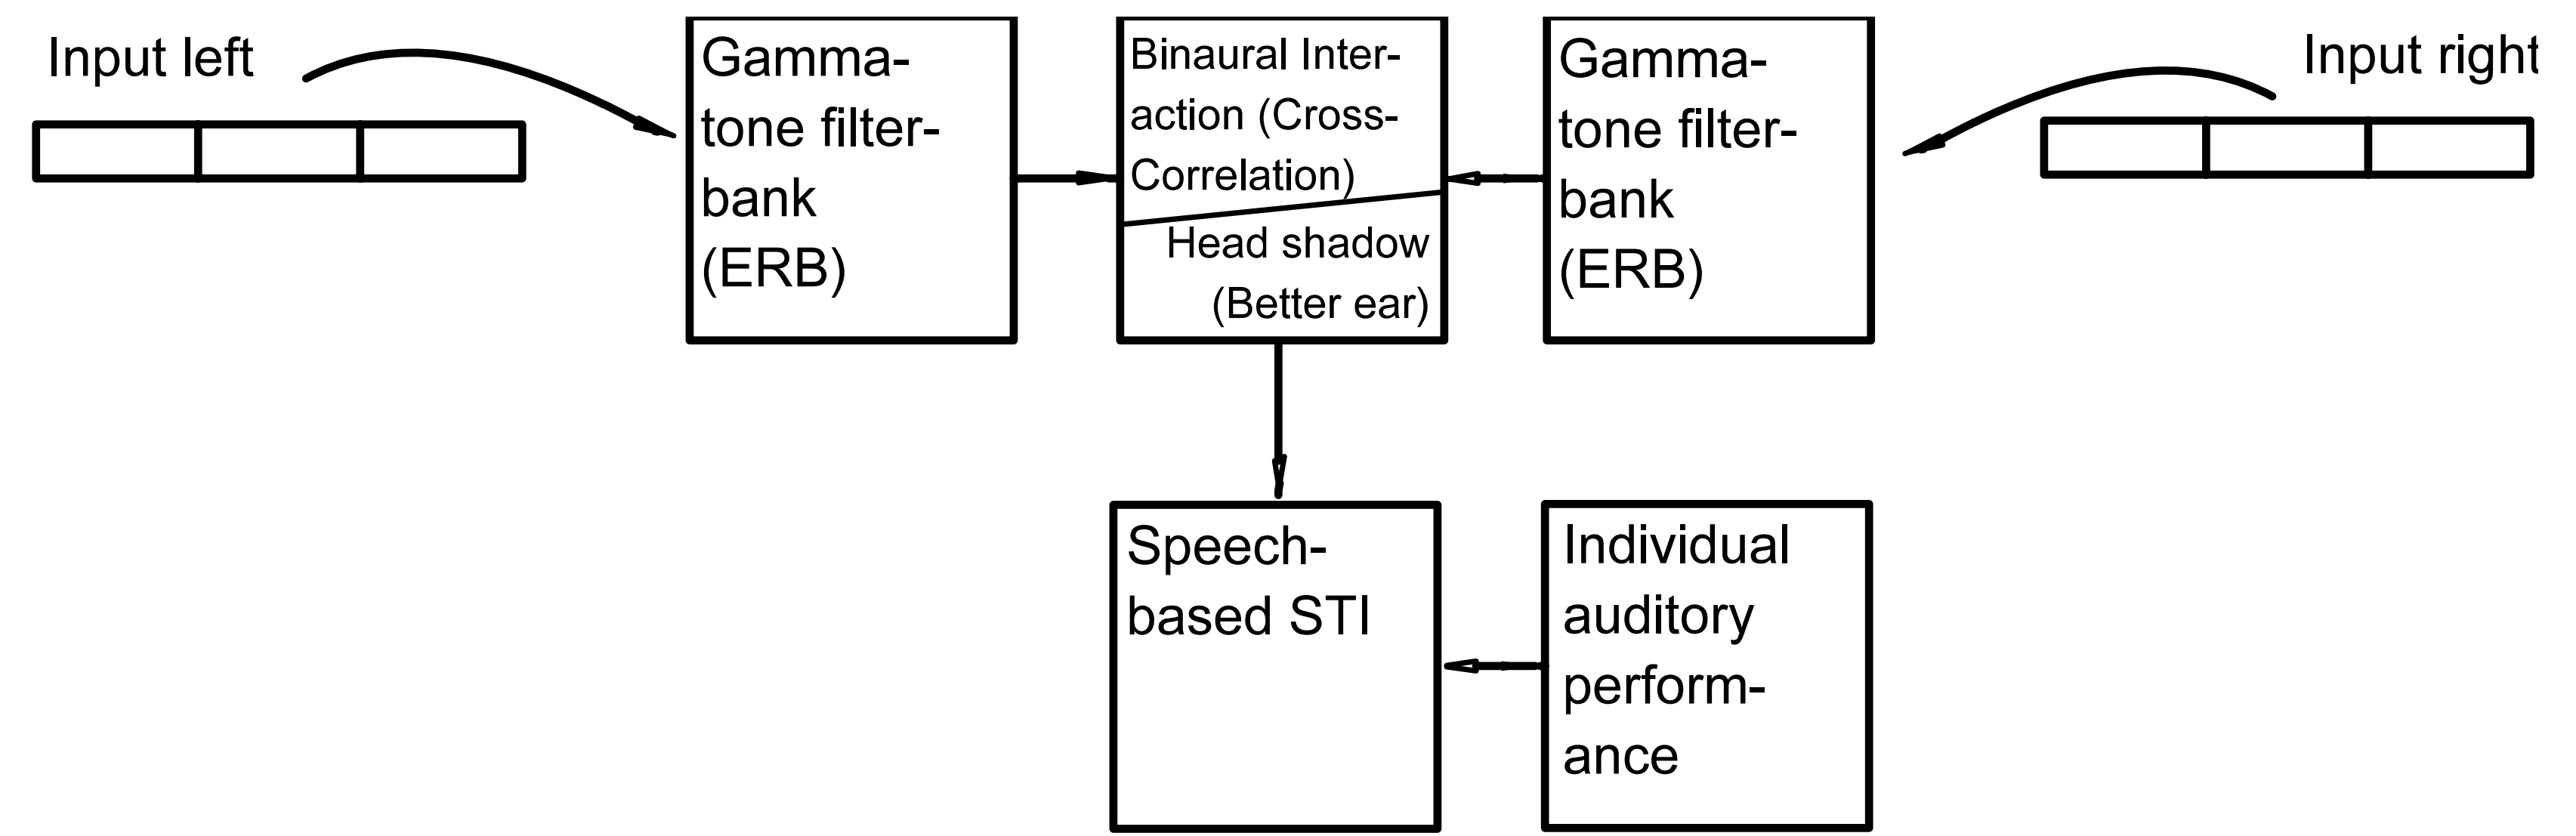 Input left
Gamma-
tone filter-
bank
(ERB)
Binaural Inter-
action (Cross-
Correlation)
Head shadow
(Better ear)
Gamma-
tone filter-
bank
(ERB)
Input right
Speech-
based STI
Individual
auditory
perform-
ance